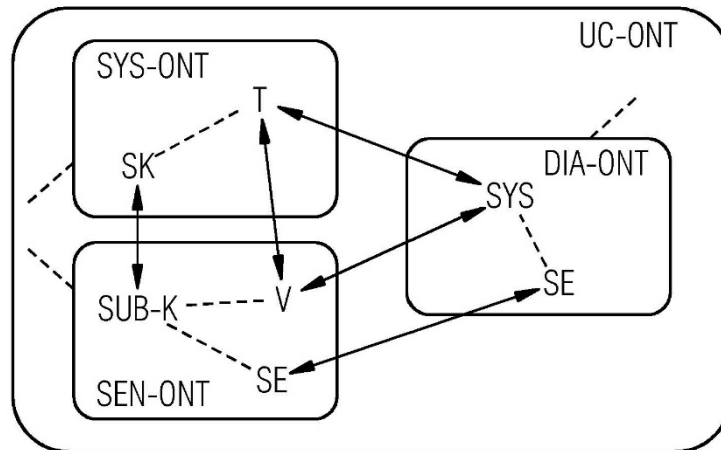 UC-ONT
SYS-ONT
T
SK
DIA-ONT
SYS
SE
SUB-K
V
SE
SEN-ONT